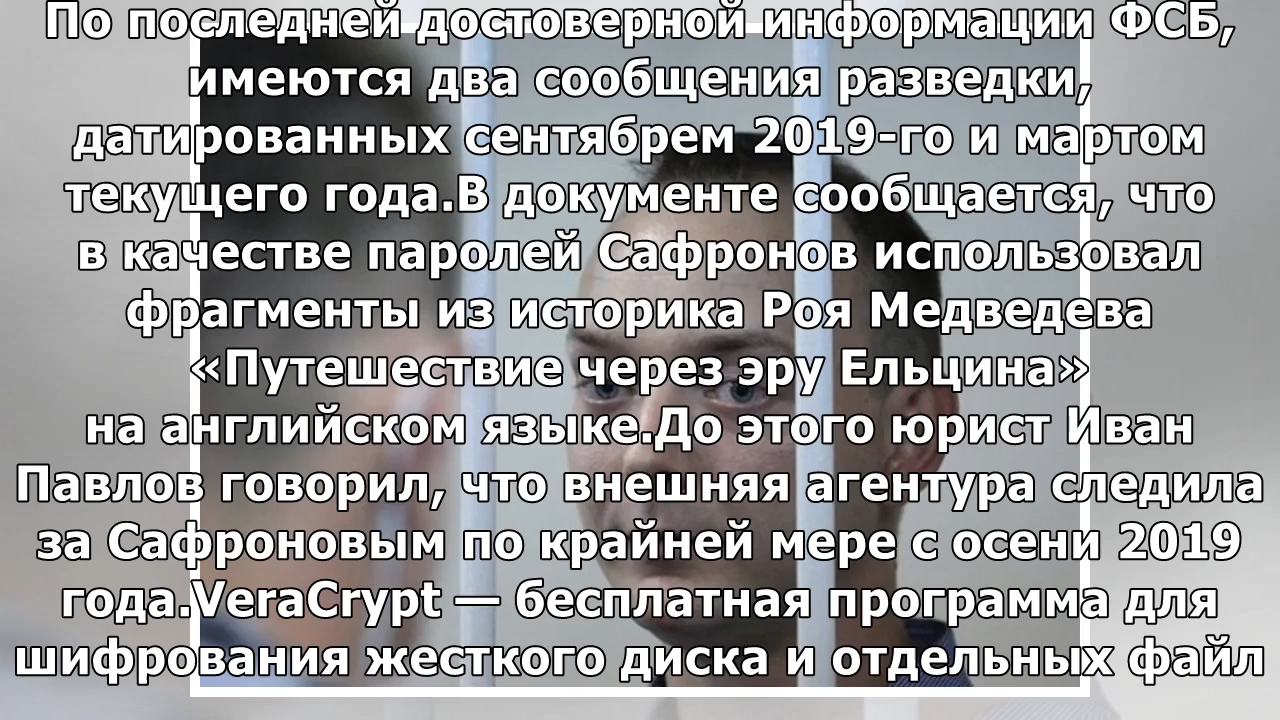 По последней достоверной информации ФСБ,
имеются два сообщения разведки,
датированных сентябрем 2019-го и мартом
текущего года.В документе сообщается, что
в качестве паролей Сафронов использовал
фрагменты из историка Роя Медведева
«Путешествие через эру Ельцина»
на английском языке.До этого юрист Иван
Павлов говорил, что внешняя агентура следила
за Сафроновым по крайней мере с осени 2019
года.VeraCrypt — бесплатная программа для
шифрования жесткого диска и отдельных файл